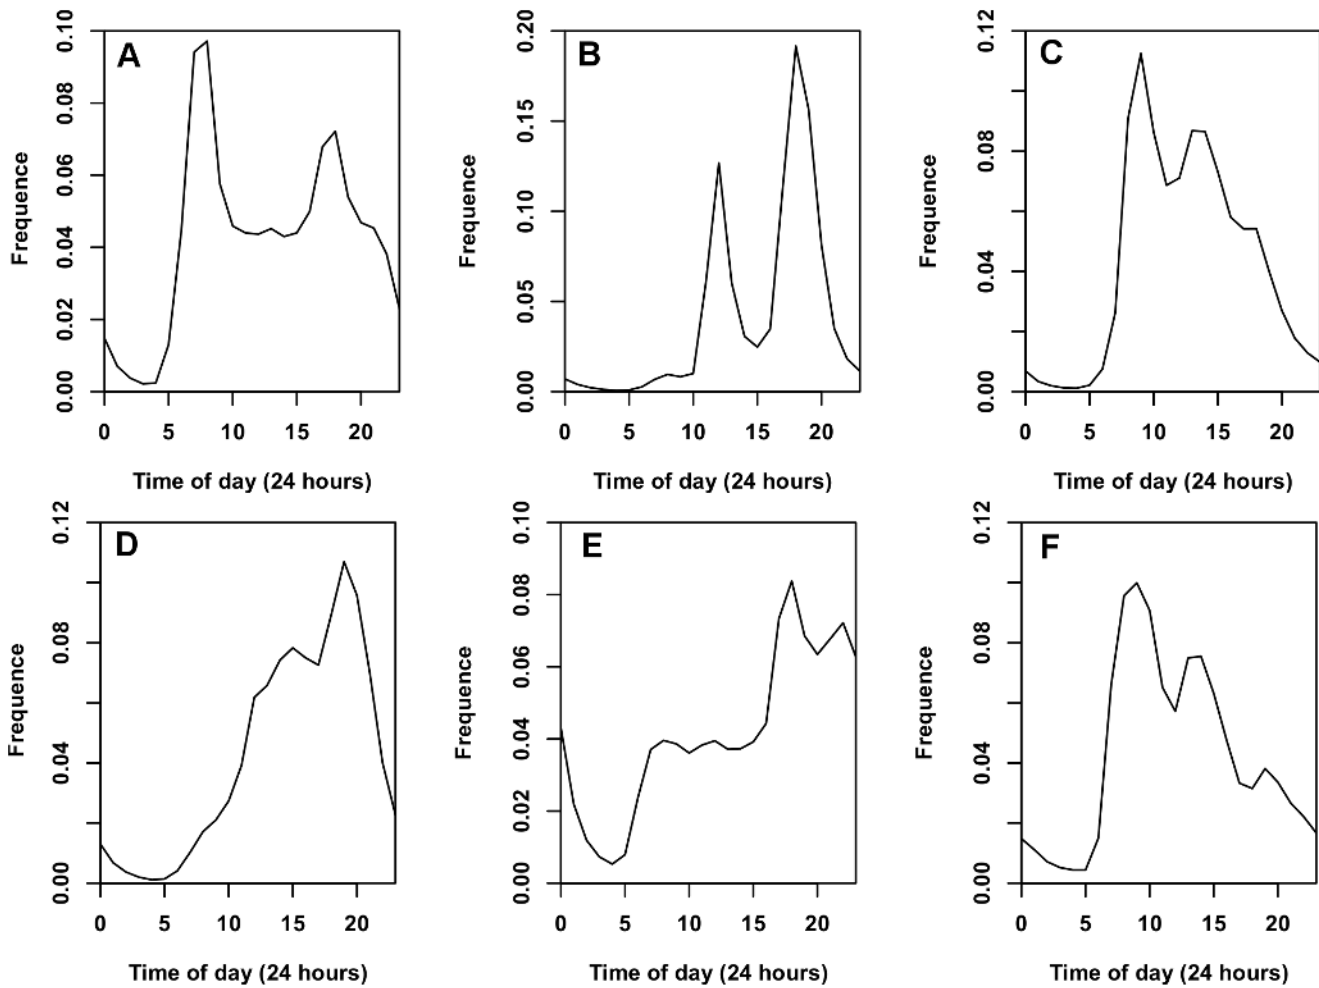 A
Frequence
0.00 0.02 0.04 0.06 0.08 0.10
0 5 10 15 20
Time of day (24 hours)
B
Frequence
0.00 0.05 0.10 0.15 0.20
0 5 10 15 20
Time of day (24 hours)
C
Frequence
0.00 0.04 0.08 0.12
0 5 10 15 20
Time of day (24 hours)
D
Frequence
0.00 0.04 0.08 0.12
0 5 10 15 20
Time of day (24 hours)
E
Frequence
0.00 0.02 0.04 0.06 0.08 0.10
0 5 10 15 20
Time of day (24 hours)
F
Frequence
0.00 0.04 0.08 0.12
0 5 10 15 20
Time of day (24 hours)